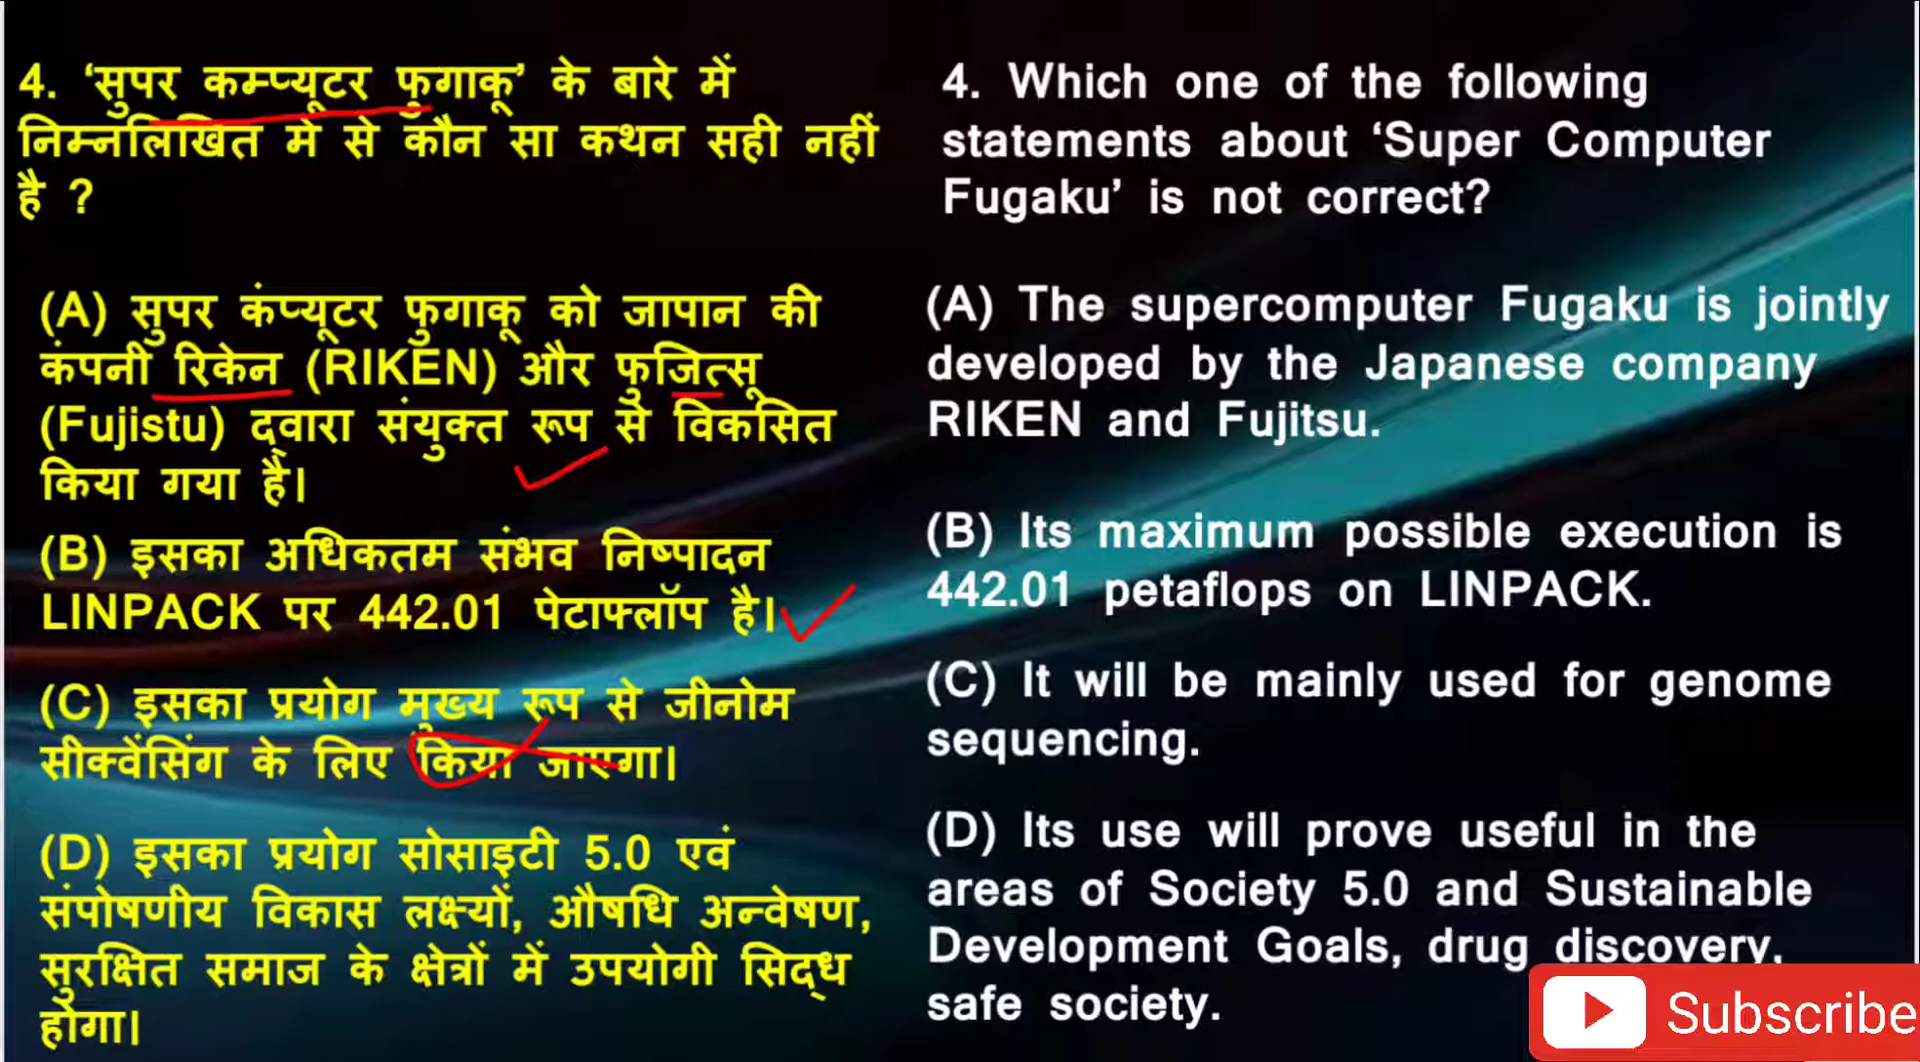 4. ‘सुपर कम्प्यूटर फुगाकू’ के बारे में
निम्नलिखित में से कौन सा कथन सही नहीं
है ?
(A) सुपर कंप्यूटर फुगाकू को जापान की
कंपनी रिकेन (RIKEN) और फुजित्सू
(Fujistu) द्वारा संयुक्त रूप से विकसित
किया गया है।
(B) इसका अधिकतम संभव निष्पादन
LINPACK पर 442.01 पेटाफ्लॉप है।
(C) इसका प्रयोग मुख्य रूप से जीनोम
सीक्वेंसिंग के लिए किया जाएगा।
(D) इसका प्रयोग सोसाइटी 5.0 एवं
संपोषणीय विकास लक्ष्यों, औषधि अन्वेषण,
सुरक्षित समाज के क्षेत्रों में उपयोगी सिद्ध
होगा।
4. Which one of the following
statements about ‘Super Computer
Fugaku’ is not correct?
(A) The supercomputer Fugaku is jointly
developed by the Japanese company
RIKEN and Fujitsu.
(B) Its maximum possible execution is
442.01 petaflops on LINPACK.
(C) It will be mainly used for genome
sequencing.
(D) Its use will prove useful in the
areas of Society 5.0 and Sustainable
Development Goals, drug discovery,
safe society.
Subscribe